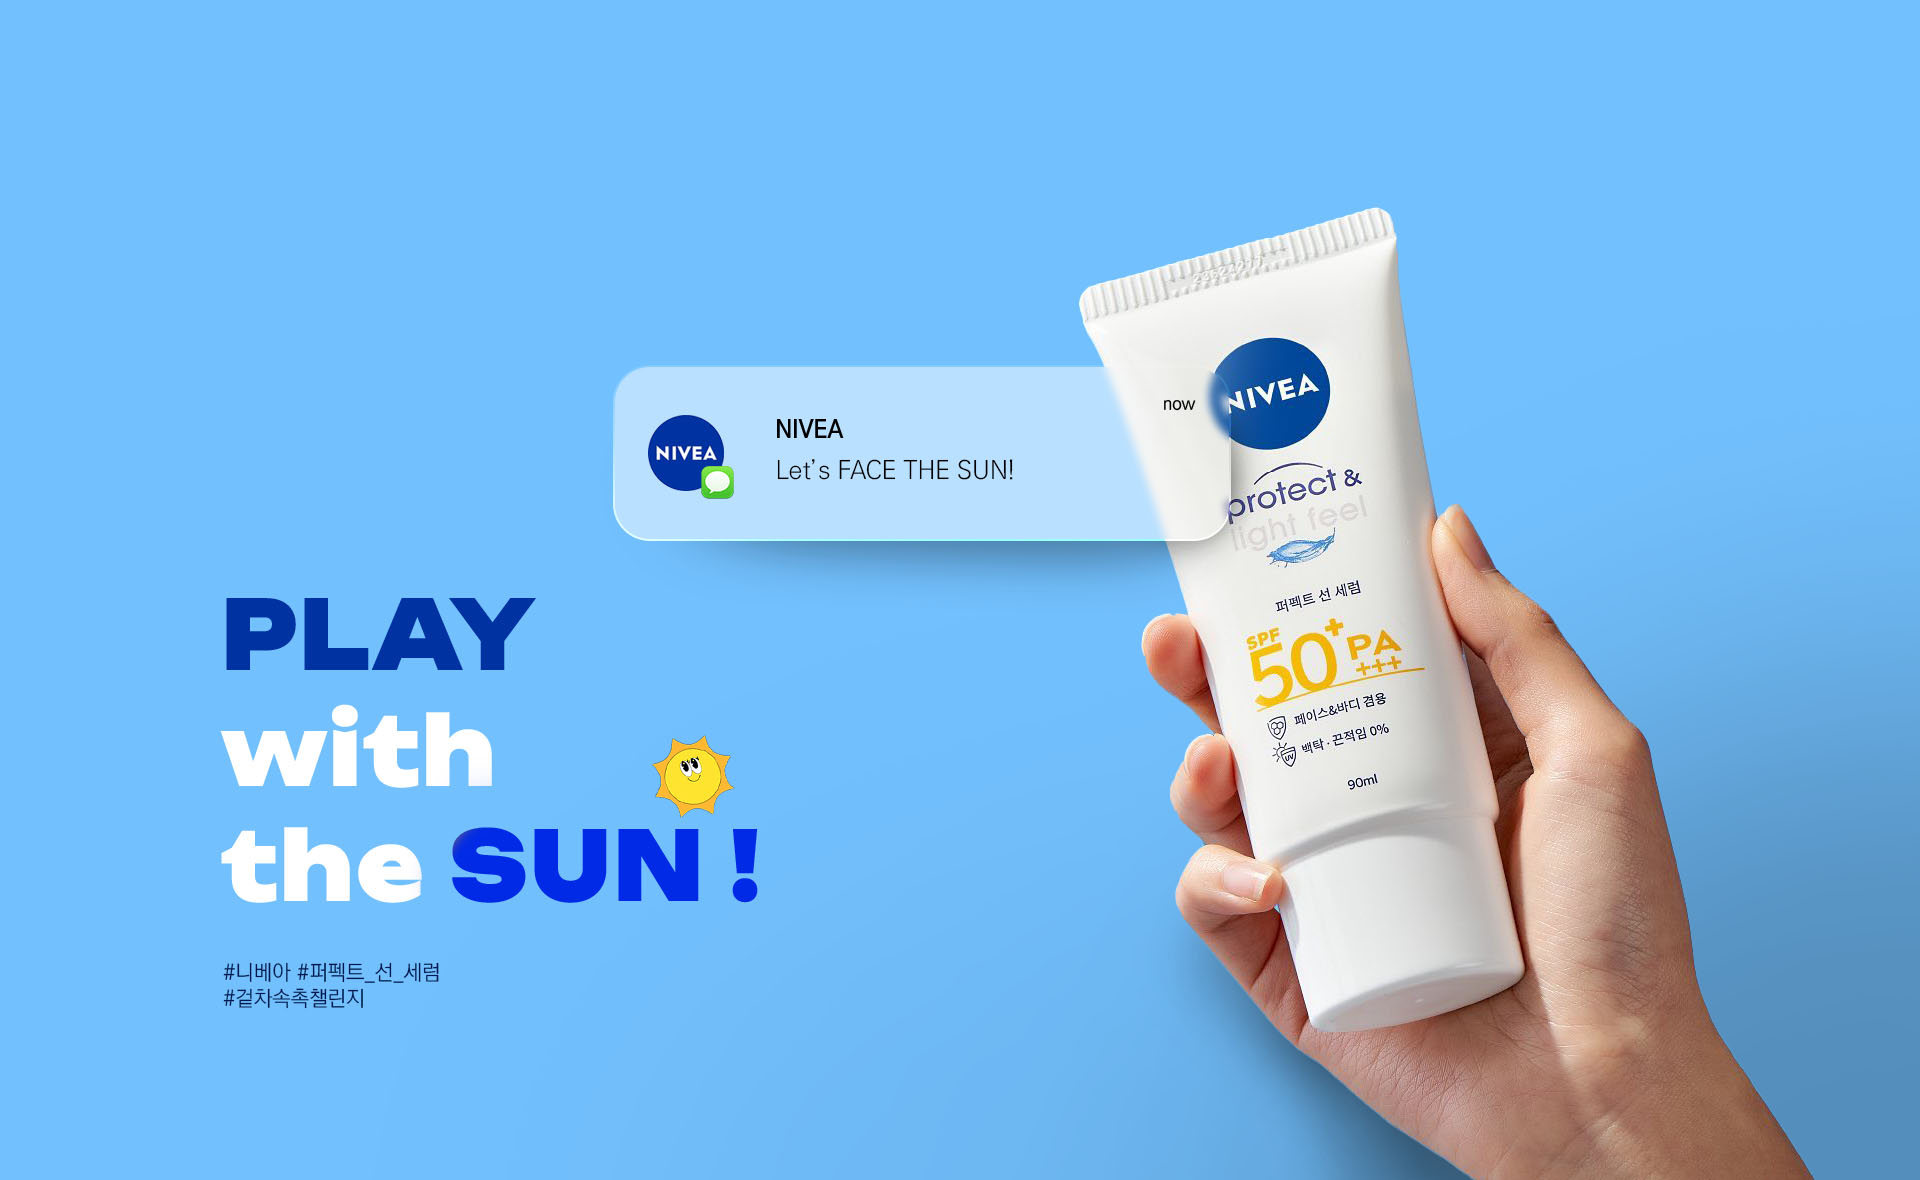 NIVEA
NIVEA
Let's FACE THE SUN!
now
PLAY
with
the SUN !
#니베아 #퍼펙트_선_세럼
#겉차속촉챌린지
NIVEA
protect &
light feel
퍼펙트 선 세럼
SPF
50+ PA
+++
페이스&바디 겸용
UV
백탁 · 끈적임 0%
90ml